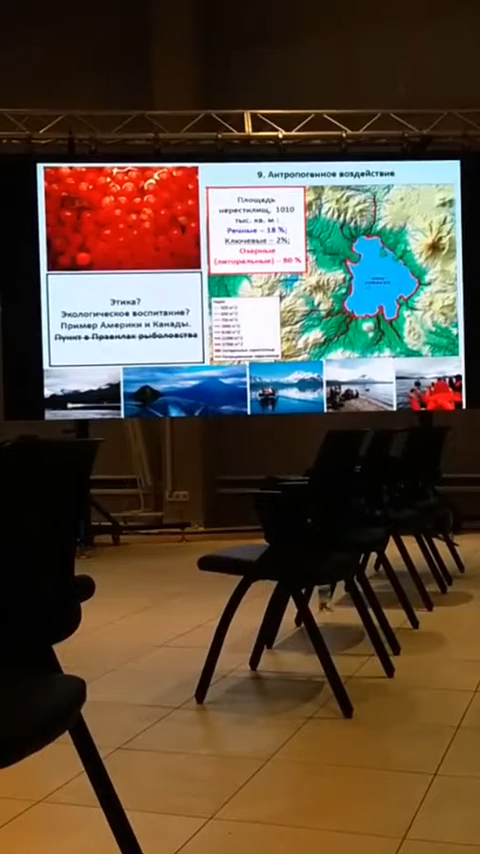 9. Антропогенное воздействие
Площадь
нерестилищ, 1010
тыс. кв. м :
Речные – 18 %;
Ключевые – 2%;
Озерные
(литоральные) – 80 %
Этика?
Экологическое воспитание?
Пример Америки и Канады.
Пункт в Правилах рыболовства